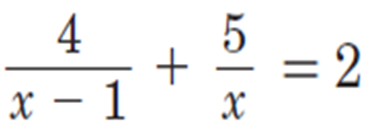 4/(x − 1) + 5/x = 2